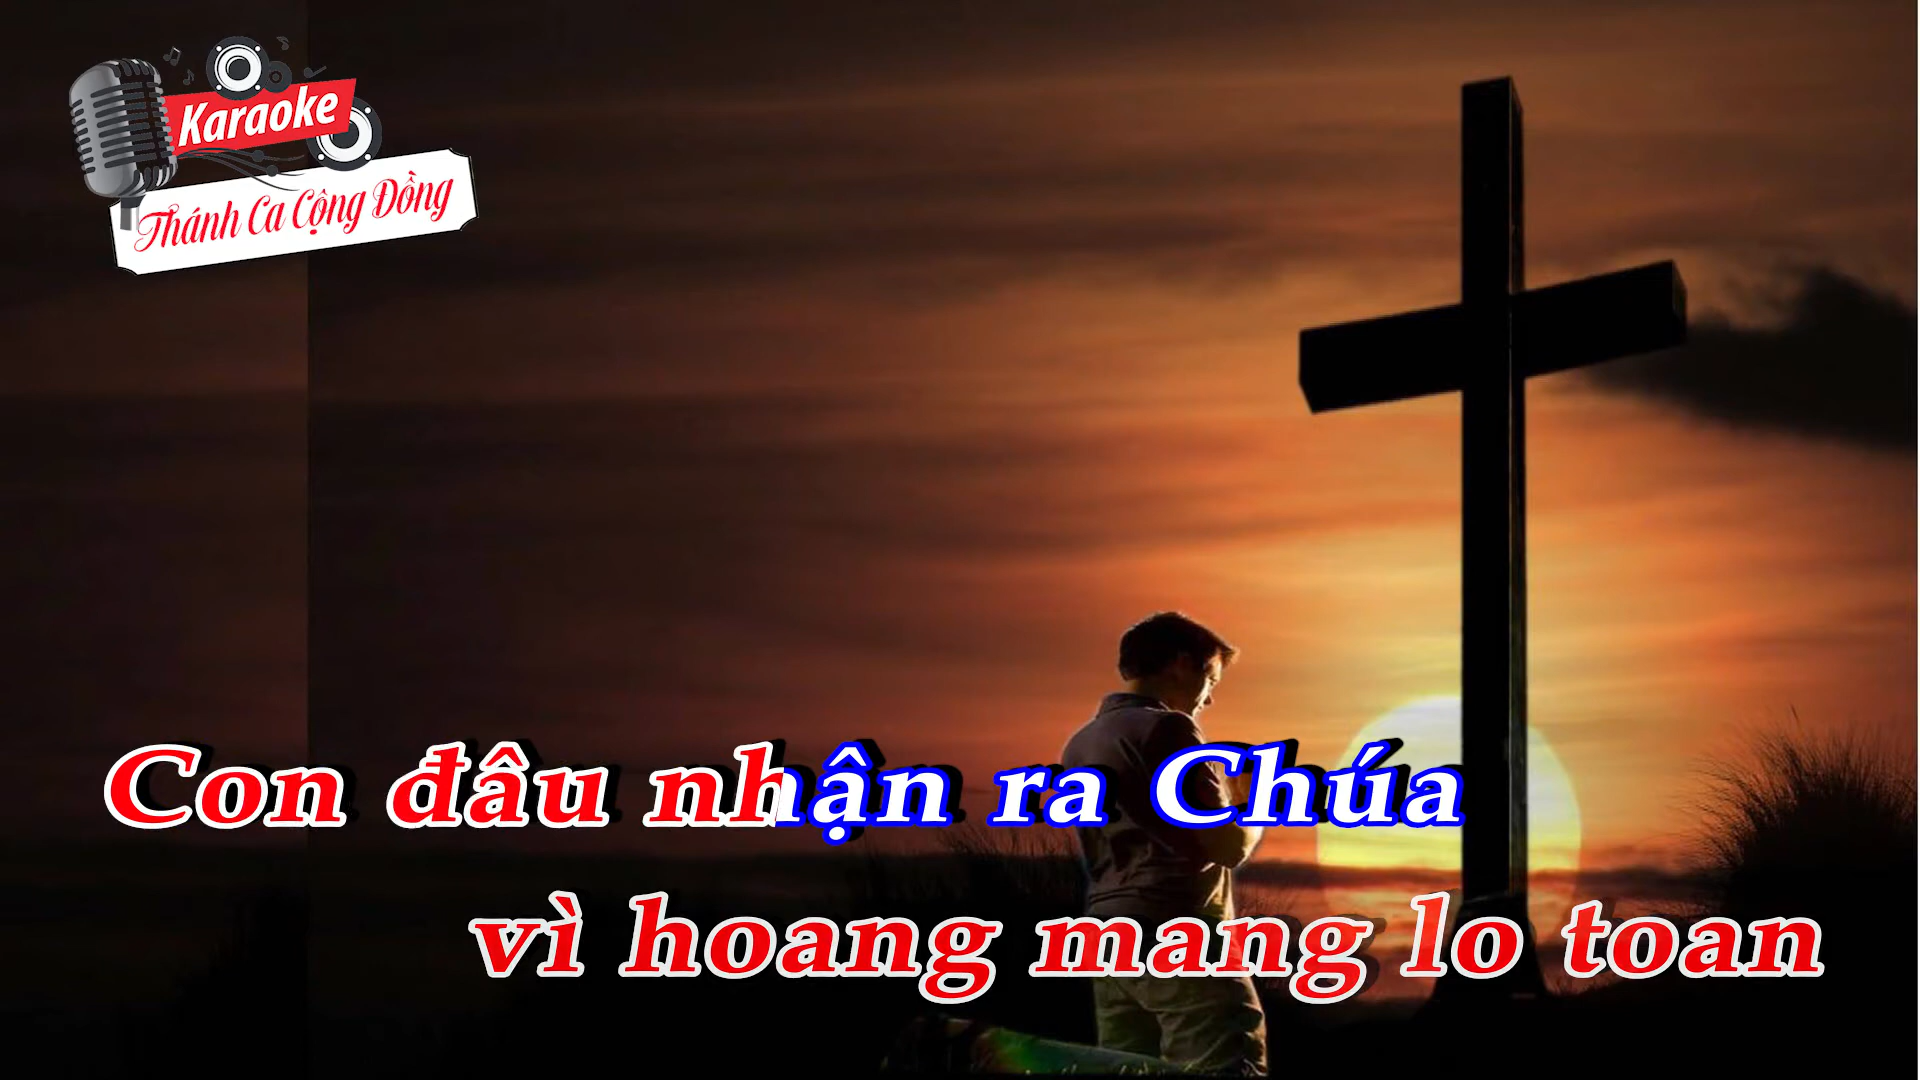 Karaoke
Thánh Ca Cộng Đồng
Con đâu nhận ra Chúa
vì hoang mang lo toan